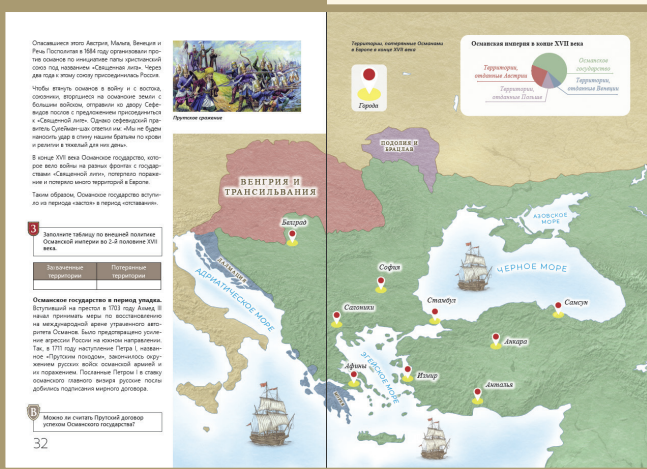 Опасавшиеся этого Австрия, Мальта, Венеция и
Речь Посполитая в 1684 году организовали про-
тив османов по инициативе папы христианский
союз под названием «Священная лига». Через
два года к этому союзу присоединилась Россия.
Чтобы втянуть османов в войну и с востока,
союзники, вторгшиеся на османские земли с
большим войском, отправили ко двору Сефе-
видов послов с предложением присоединиться
к «Священной лиге». Однако сефевидский пра-
витель Сулейман-шах ответил им: «Мы не будем
наносить удар в спину нашим братьям по крови
и религии в тяжелый для них день».
В конце XVII века Османское государство, кото-
рое вело войны на разных фронтах с государ-
ствами «Священной лиги», потерпело пораже-
ние и потеряло много территорий в Европе.
Таким образом, Османское государство вступи-
ло из периода «застоя» в период «отставания».
3
Заполните таблицу по внешней политике
Османской империи во 2-й половине XVII
века.
Захваченные территории
Потерянные территории
Османское государство в период упадка.
Вступивший на престол в 1703 году Ахмед III
начал принимать меры по восстановлению
на международной арене утраченного авто-
ритета Османов. Было предотвращено усиле-
ние агрессии России на южном направлении.
Так, в 1711 году наступление Петра I, назван-
ное «Прутским походом», закончилось окру-
жением русских войск османской армией и
их поражением. Посланные Петром I в ставку
османского главного визиря русские послы
добились подписания мирного договора.
B
Можно ли считать Прутский договор
успехом Османского государства?
32
Прутское сражение
Территории, потерянные Османами
в Европе в конце XVII века
Города
Османская империя в конце XVII века
Территории,
отданные Австрии
Территории,
отданные Польше
Османское
государство
Территории,
отданные Венеции
ПОДОЛИЯ И
БРАЦЛАВ
ВЕНГРИЯ И
ТРАНСИЛЬВАНИЯ
Белград
ДАЛМАЦИЯ
АДРИАТИЧЕСКОЕ МОРЕ
АЗОВСКОЕ
МОРЕ
ЧЕРНОЕ МОРЕ
София
Салоники
Стамбул
Самсун
Анкара
Афины
ЭГЕЙСКОЕ МОРЕ
Измир
Анталья